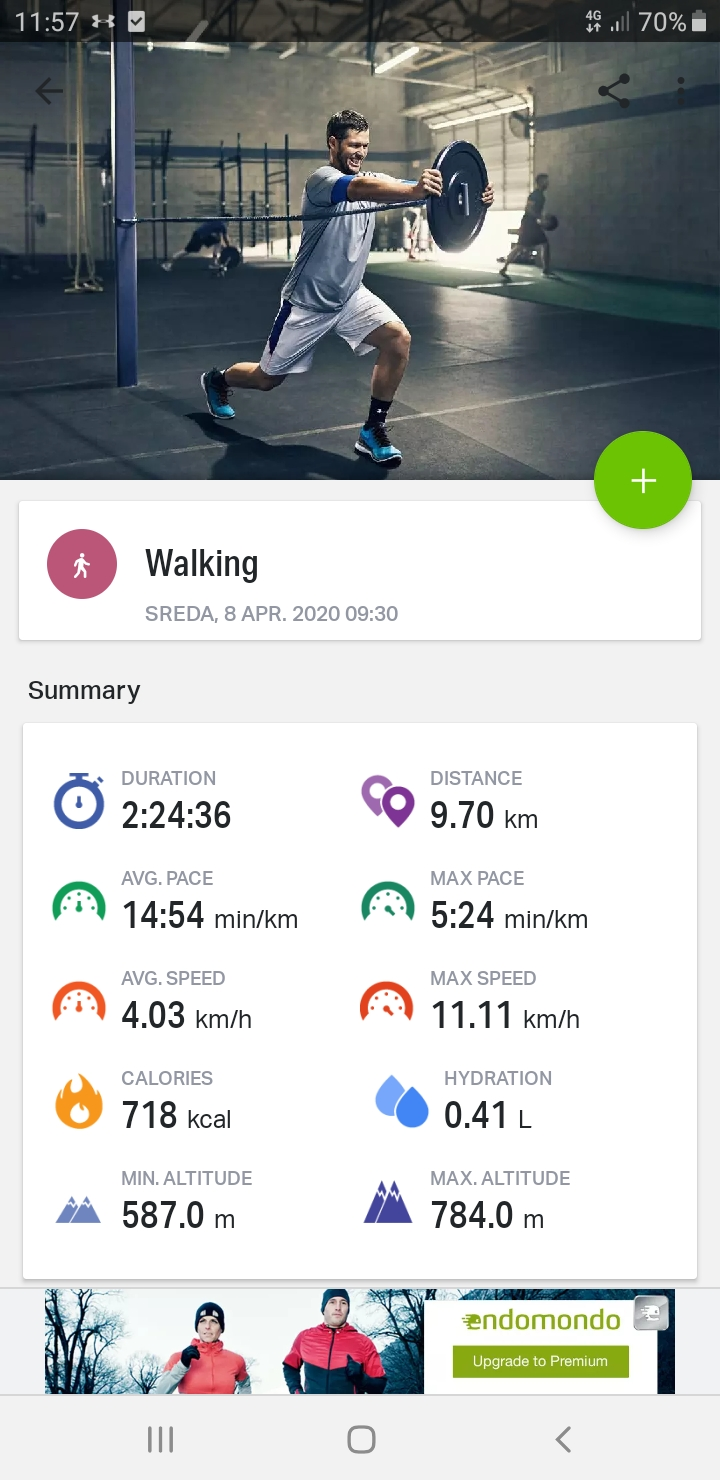 11:57 4G 70%
Walking
SREDA, 8 APR. 2020 09:30
Summary
DURATION DISTANCE
2:24:36 9.70 km
AVG. PACE MAX PACE
14:54 min/km 5:24 min/km
AVG. SPEED MAX SPEED
4.03 km/h 11.11 km/h
CALORIES HYDRATION
718 kcal 0.41 L
MIN. ALTITUDE MAX. ALTITUDE
587.0 m 784.0 m
endomondo
Upgrade to Premium